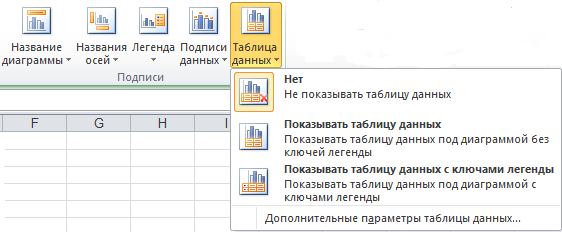 Название диаграммы
Названия осей
Легенда
Подписи данных
Таблица данных
Подписи
F G H I
Нет
Не показывать таблицу данных
Показывать таблицу данных
Показывать таблицу данных под диаграммой без
ключей легенды
Показывать таблицу данных с ключами легенды
Показывать таблицу данных под диаграммой с
ключами легенды
Дополнительные параметры таблицы данных...